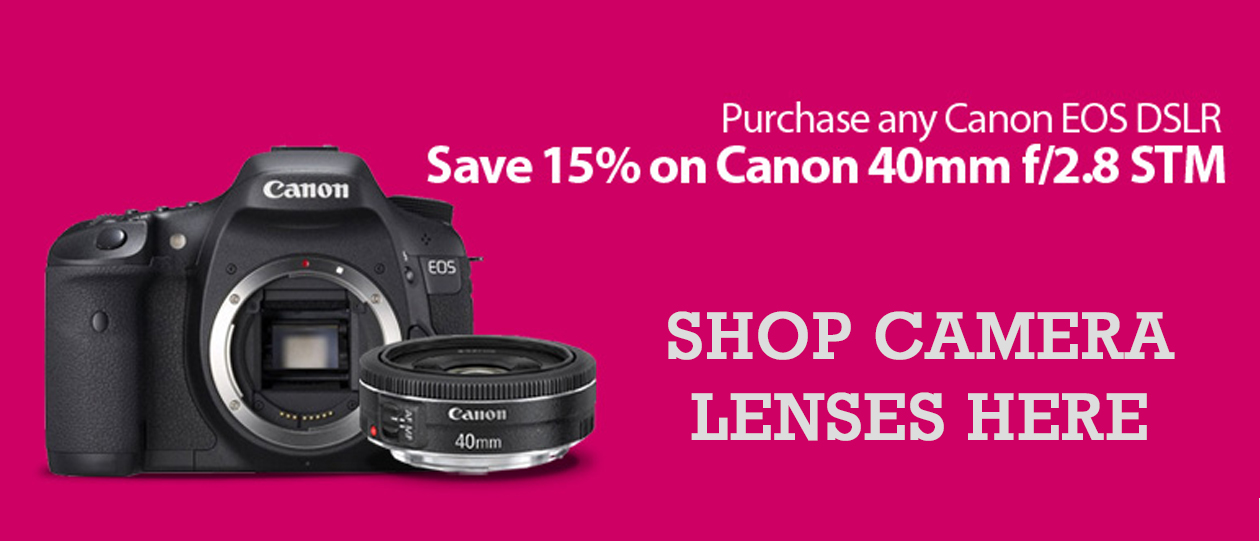 Purchase any Canon EOS DSLR
Save 15% on Canon 40mm f/2.8 STM
Canon
EOS
SHOP CAMERA
LENSES HERE
Canon
40mm